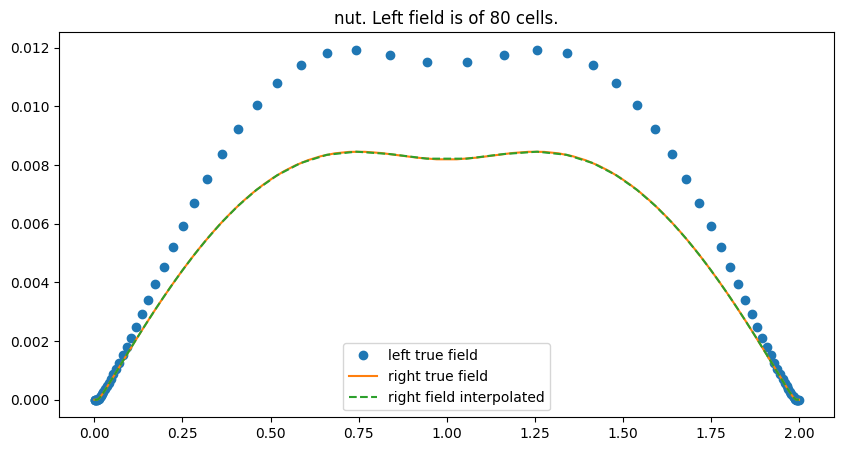 nut. Left field is of 80 cells.
0.012
0.010
0.008
0.006
0.004
0.002
0.000
left true field
right true field
right field interpolated
0.00 0.25 0.50 0.75 1.00 1.25 1.50 1.75 2.00